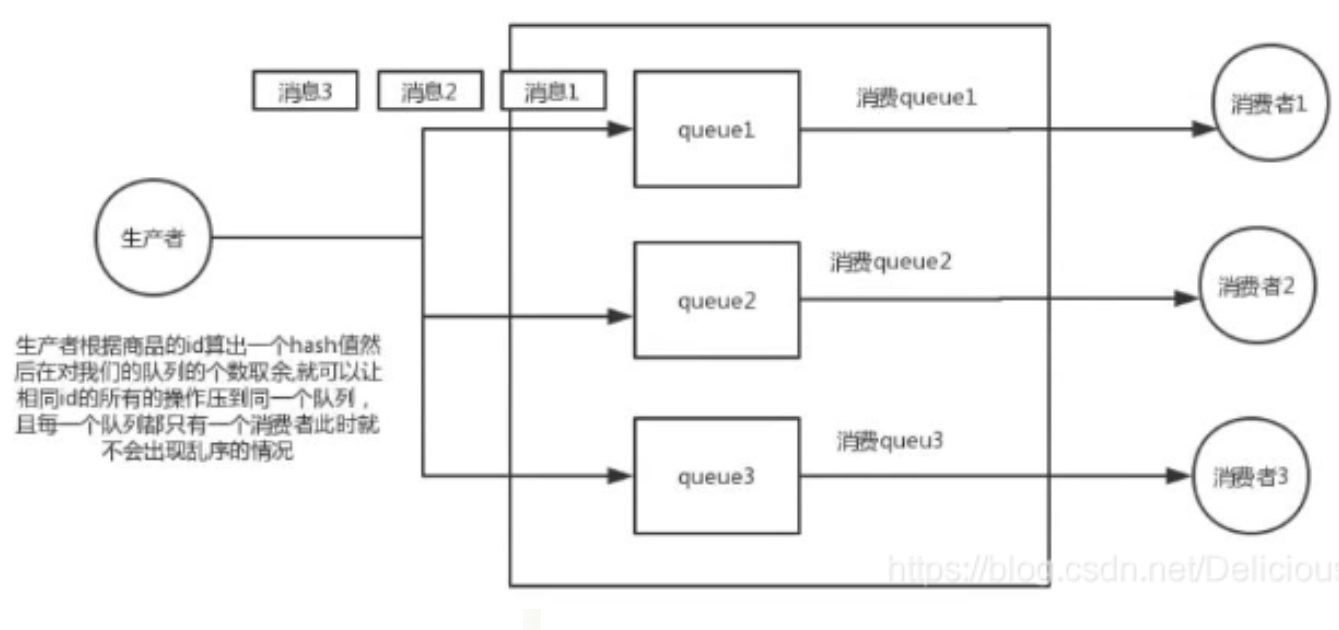 消息3
消息2
消息1
queue1
消费queue1
消费者1
生产者
queue2
消费queue2
消费者2
生产者根据商品的id算出一个hash值然
后在对我们的队列的个数取余,就可以让
相同id的所有的操作压到同一个队列，
且每一个队列都只有一个消费者此时就
不会出现乱序的情况
queue3
消费queu3
消费者3
https://blog.csdn.net/Delicious